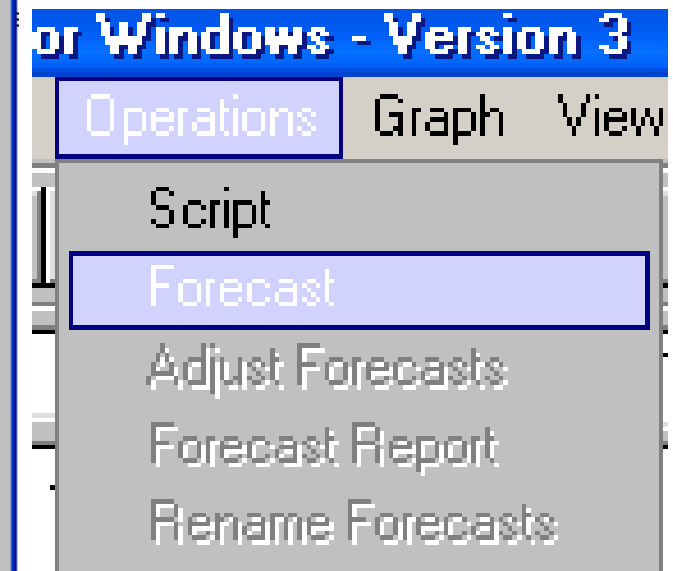 or Windows - Version 3
Operations Graph View
Script
Forecast
Adjust Forecasts
Forecast Report
Rename Forecasts